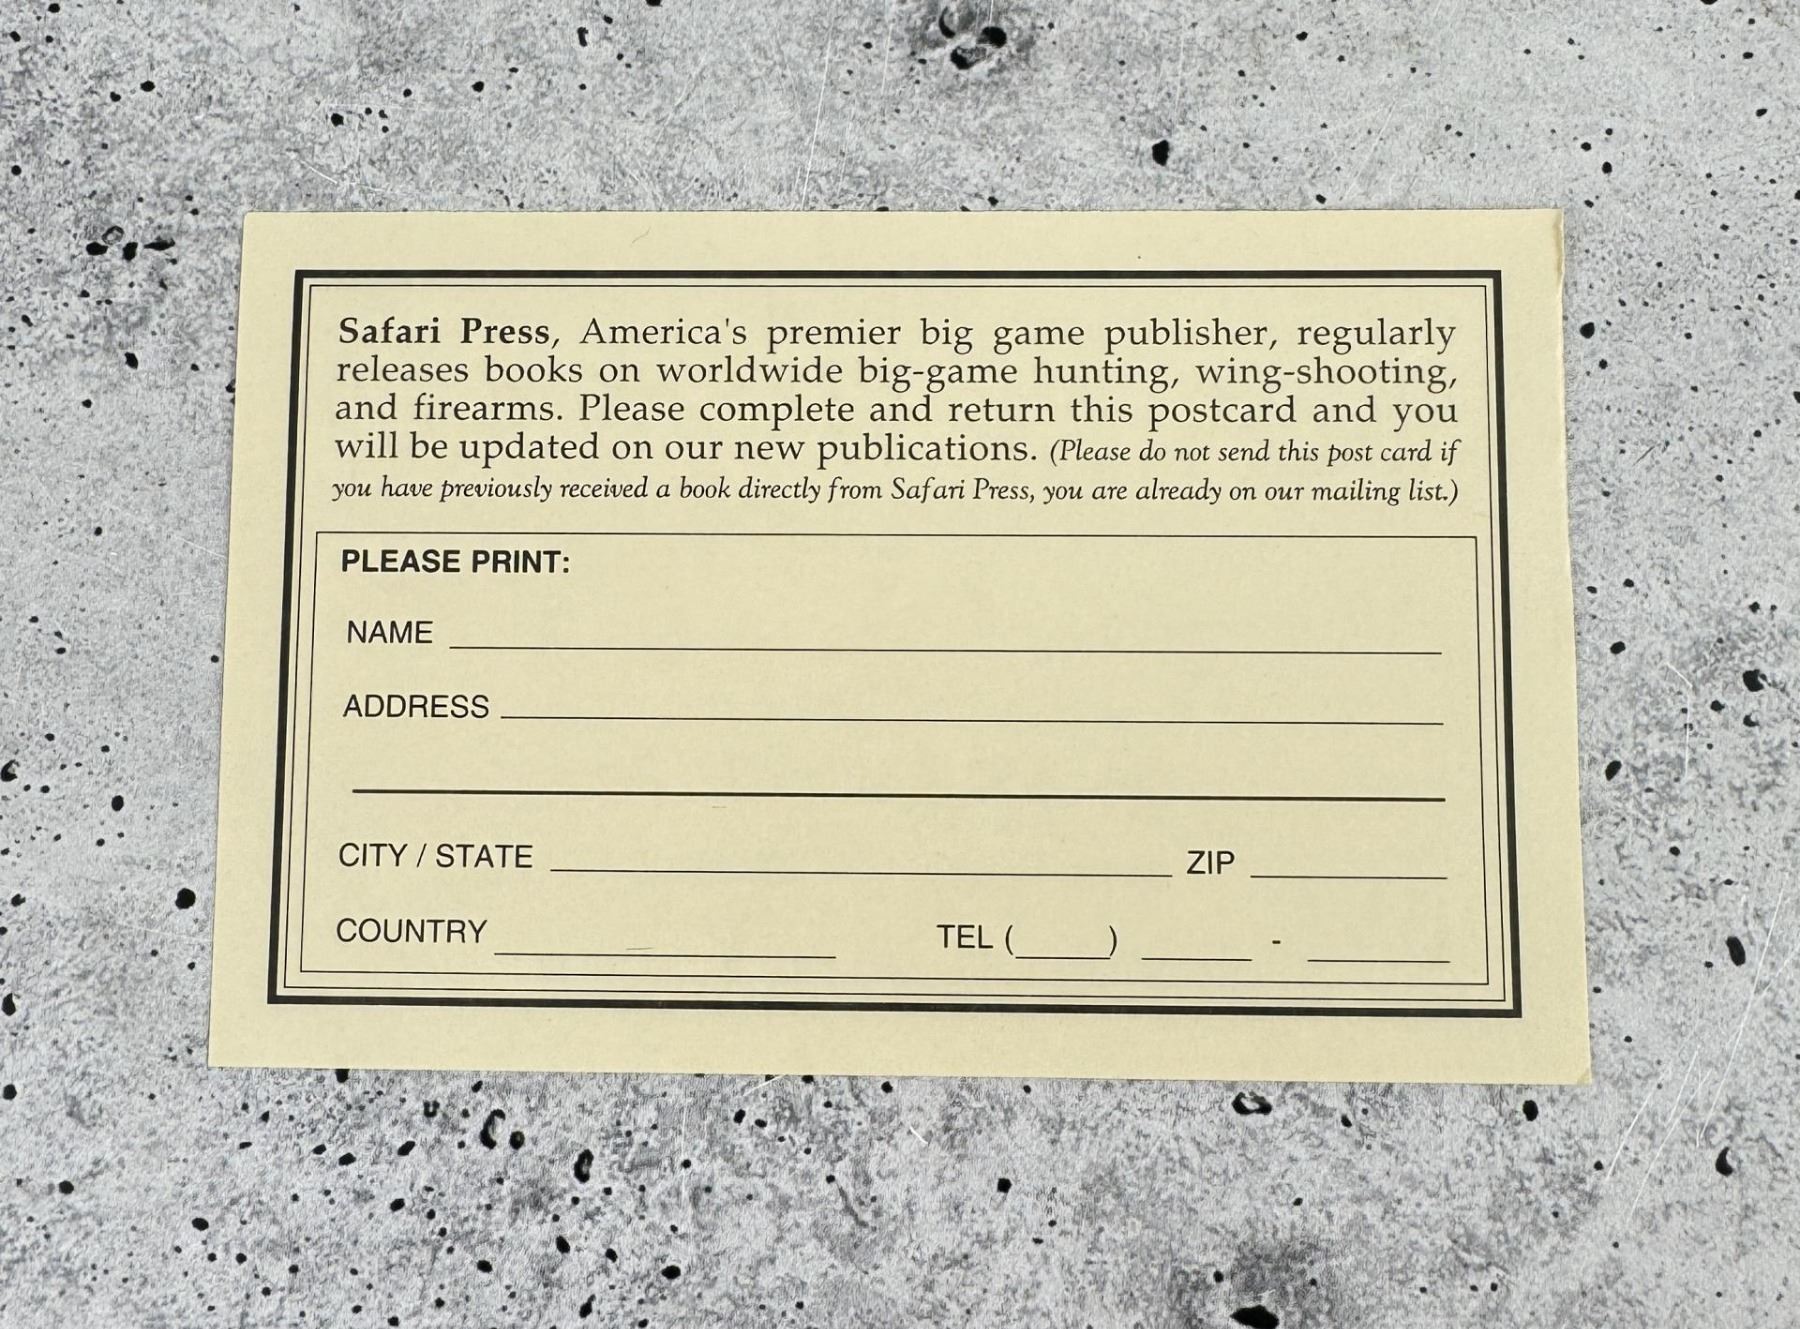 Safari Press, America's premier big game publisher, regularly
releases books on worldwide big-game hunting, wing-shooting,
and firearms. Please complete and return this postcard and you
will be updated on our new publications. (Please do not send this post card if
you have previously received a book directly from Safari Press, you are already on our mailing list.)
PLEASE PRINT:
NAME
ADDRESS
CITY / STATE ZIP
COUNTRY TEL ( ) -